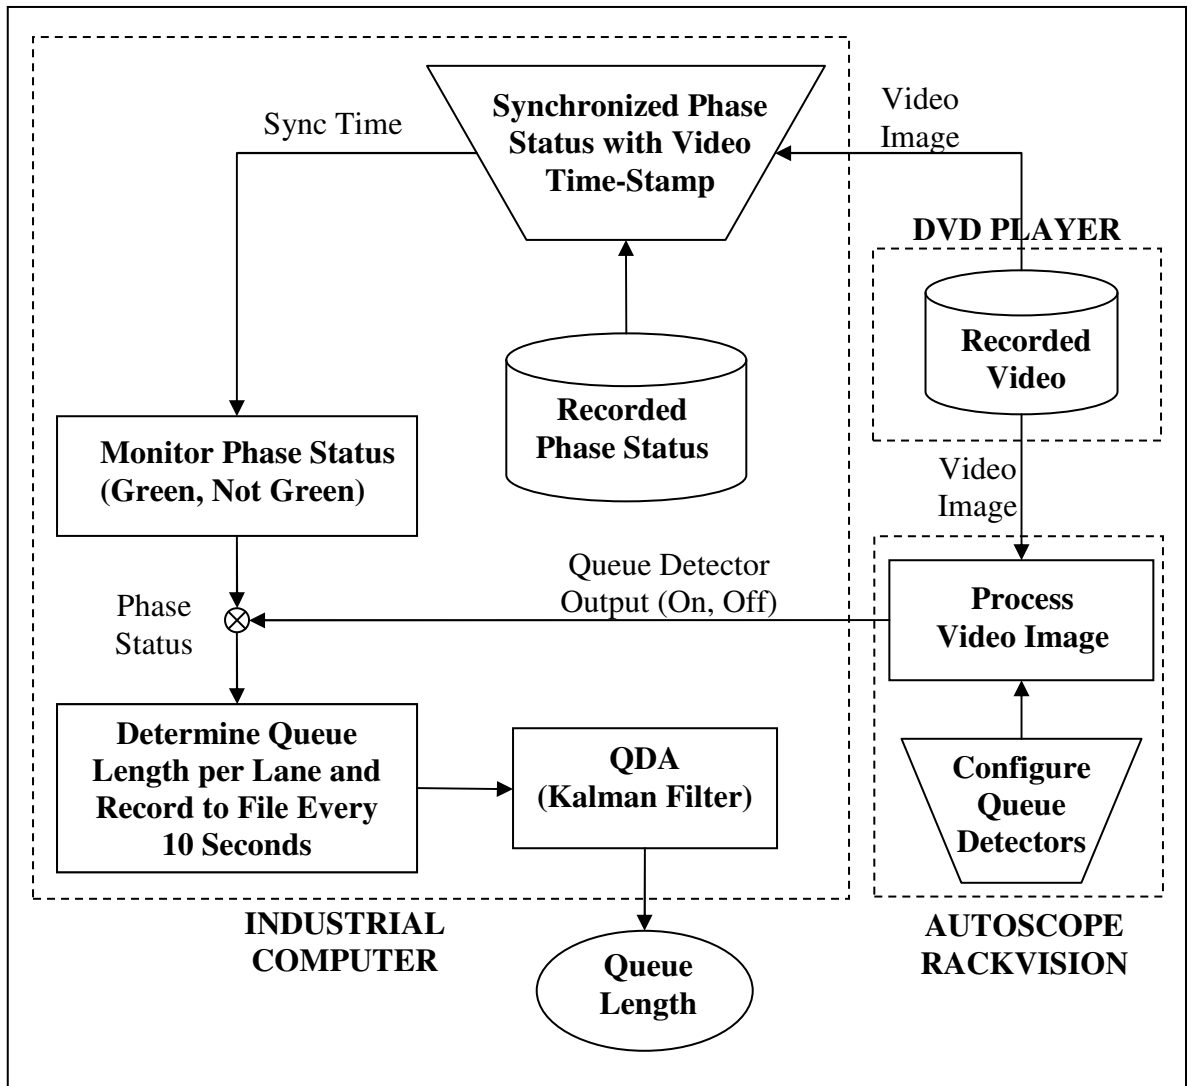 Synchronized Phase
Status with Video
Time-Stamp
Sync Time
Video
Image
DVD PLAYER
Recorded
Video
Recorded
Phase Status
Monitor Phase Status
(Green, Not Green)
Video
Image
Queue Detector
Output (On, Off)
Process
Video Image
Phase
Status
Determine Queue
Length per Lane and
Record to File Every
10 Seconds
QDA
(Kalman Filter)
Configure
Queue
Detectors
INDUSTRIAL
COMPUTER
AUTOSCOPE
RACKVISION
Queue
Length